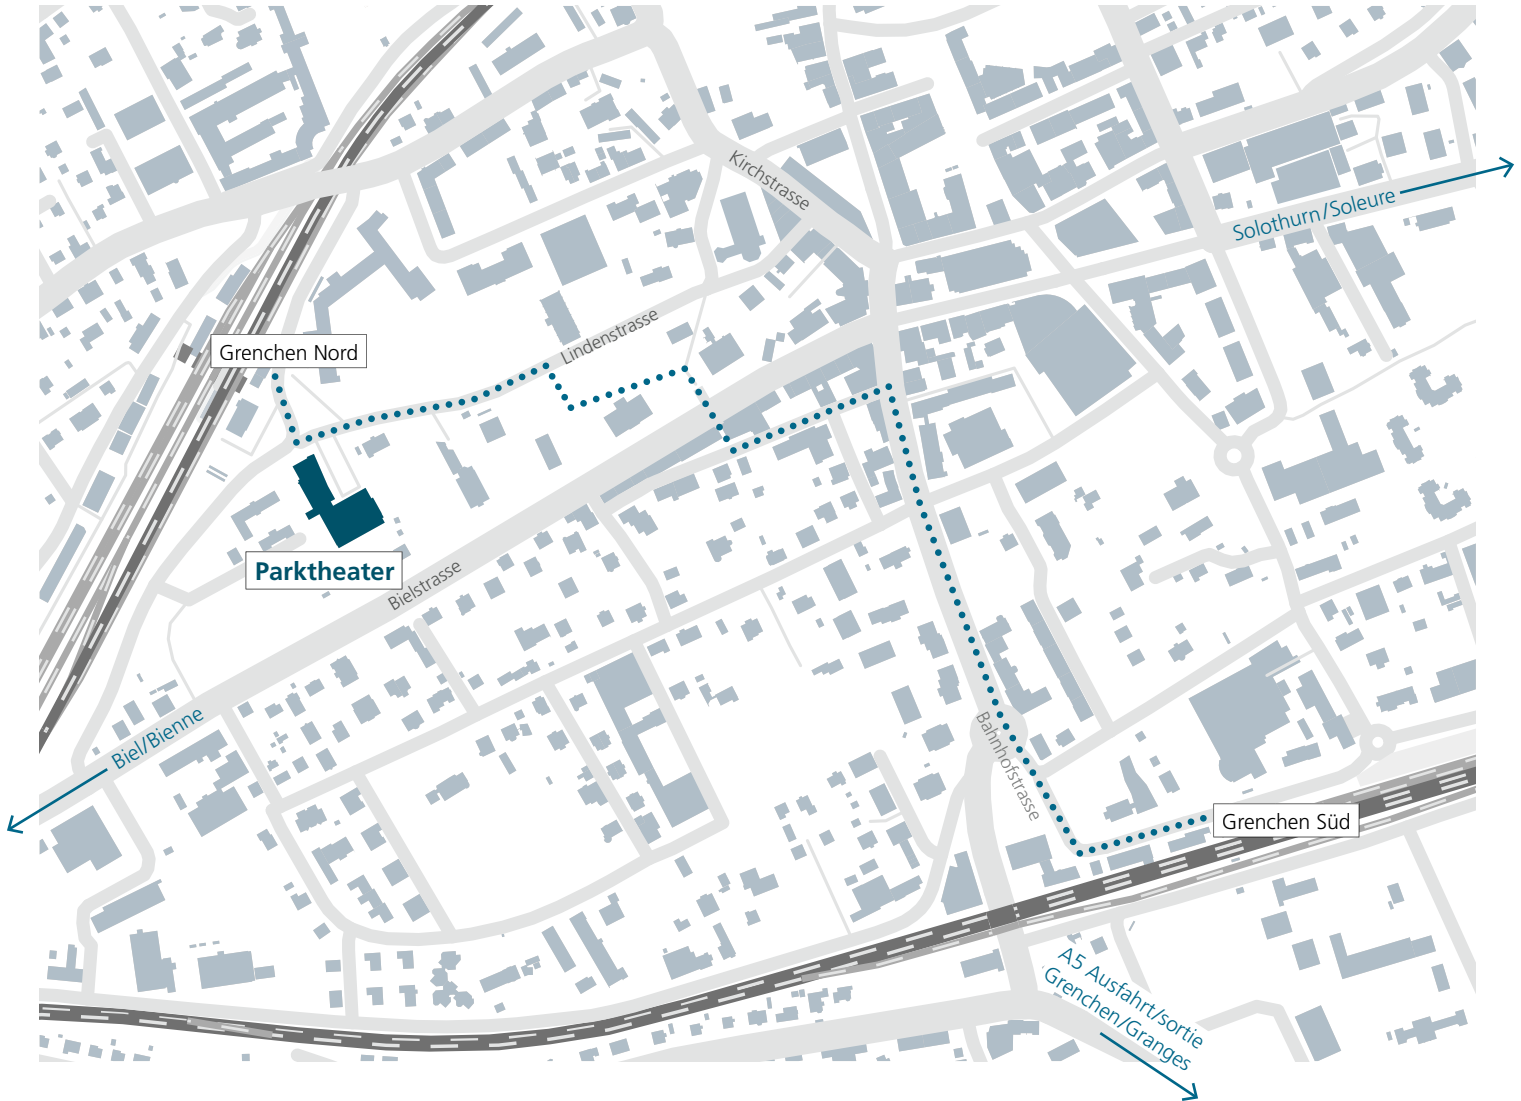 Kirchstrasse
Solothurn/Soleure
Lindenstrasse
Grenchen Nord
Parktheater
Bielstrasse
Biel/Bienne
Bahnhofstrasse
Grenchen Süd
A5 Ausfahrt/sortie
Grenchen/Granges